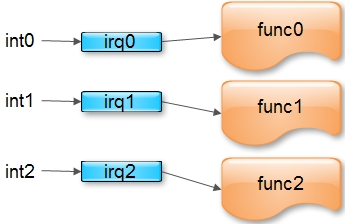 int0 irq0 func0
int1 irq1 func1
int2 irq2 func2